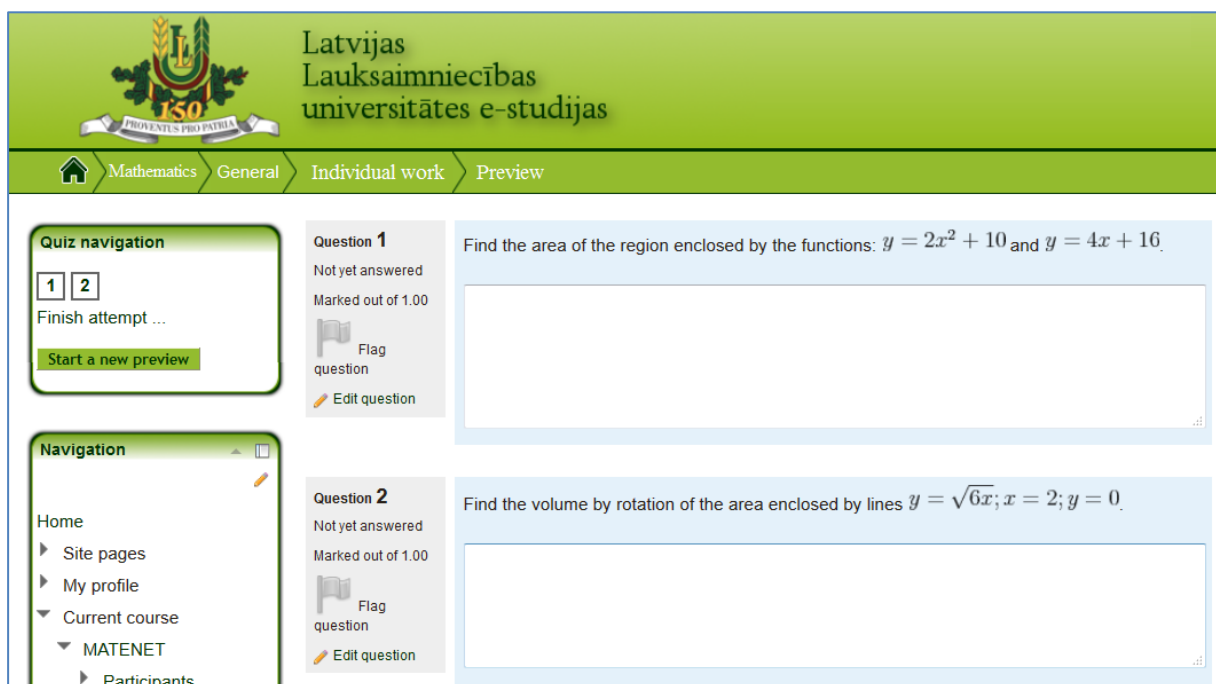 150
PROVENTUS PRO PATRIA
Latvijas
Lauksaimniecības
universitātes e-studijas
Mathematics General Individual work Preview
Quiz navigation
1 2
Finish attempt ...
Start a new preview
Navigation
Home
Site pages
My profile
Current course
MATENET
Participants
Question 1
Not yet answered
Marked out of 1.00
Flag
question
Edit question
Find the area of the region enclosed by the functions: y = 2x² + 10 and y = 4x + 16.
Question 2
Not yet answered
Marked out of 1.00
Flag
question
Edit question
Find the volume by rotation of the area enclosed by lines y = √6x; x = 2; y = 0.